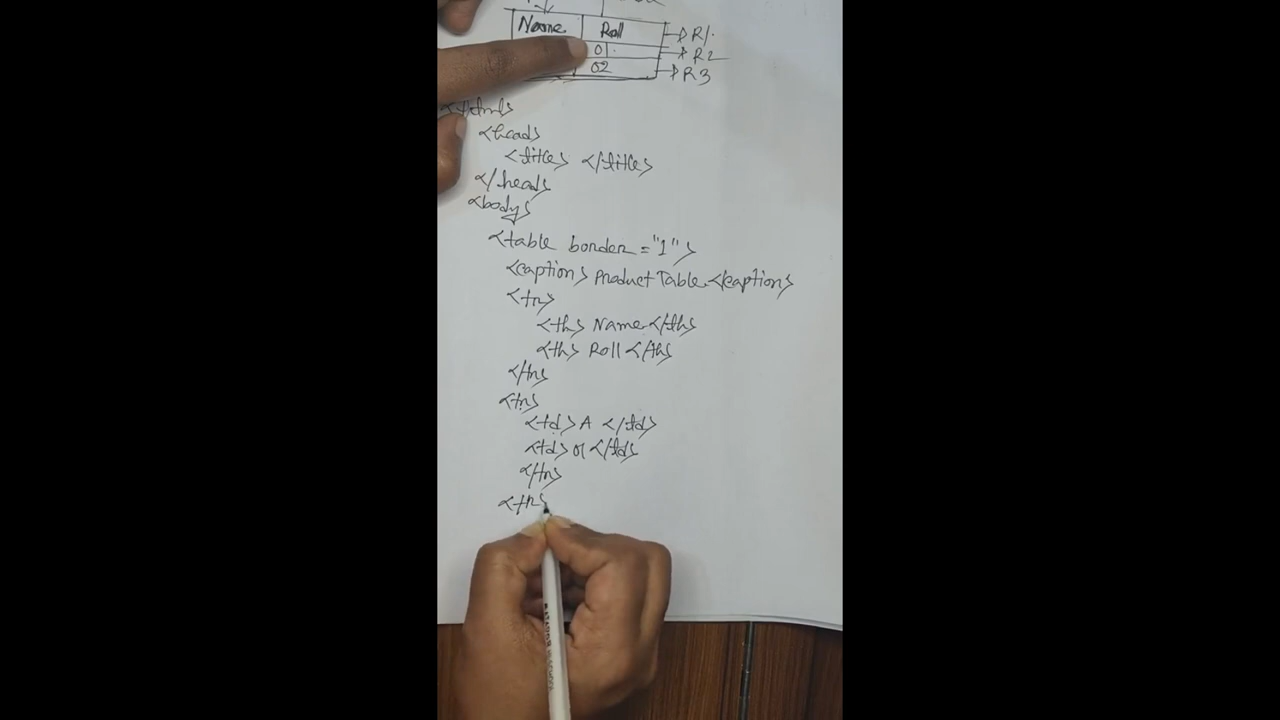 Name Roll R1.
01. R2
02 R3
<html>
<head>
<title> </title>
</head>
<body>
<table border="1">
<caption> Product Table </caption>
<tr>
<th> Name </th>
<th> Roll </th>
</tr>
<tr>
<td> A </td>
<td> 01 </td>
</tr>
<tr>